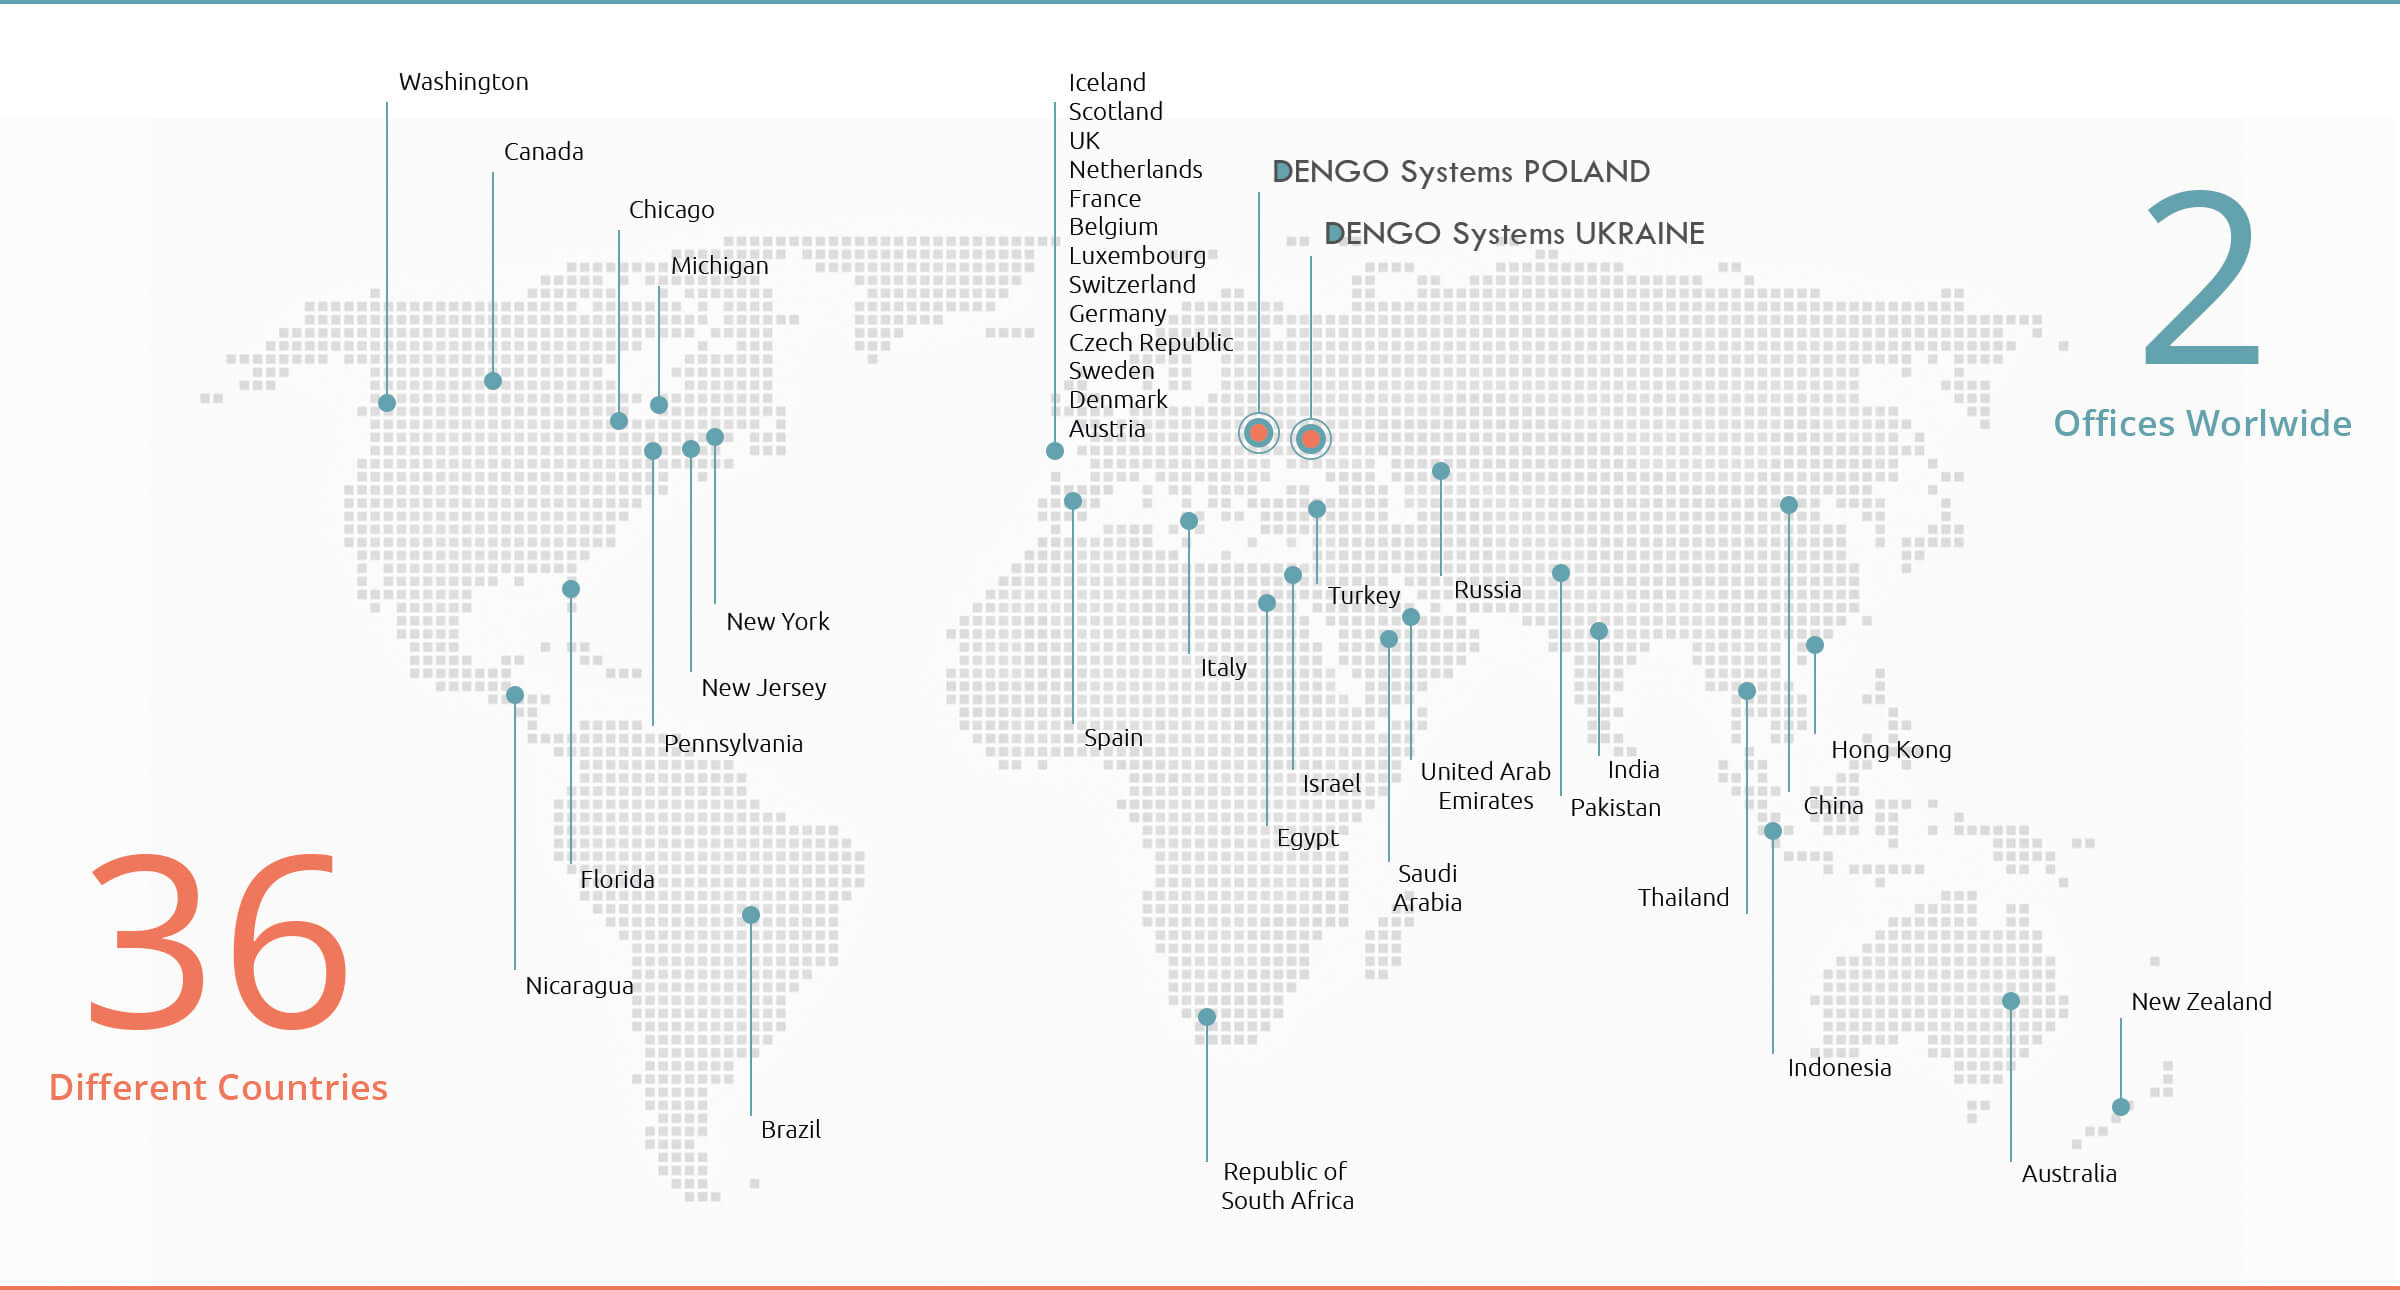 Washington
Canada
Chicago
Michigan
Iceland
Scotland
UK
Netherlands
France
Belgium
Luxembourg
Switzerland
Germany
Czech Republic
Sweden
Denmark
Austria
DENGO Systems POLAND
DENGO Systems UKRAINE
2
Offices Worlwide
New York
New Jersey
Pennsylvania
Florida
Nicaragua
Brazil
Turkey
Russia
Italy
Spain
Israel
Egypt
United Arab
Emirates
Saudi
Arabia
India
Pakistan
Hong Kong
China
Thailand
Indonesia
New Zealand
Australia
Republic of
South Africa
36
Different Countries